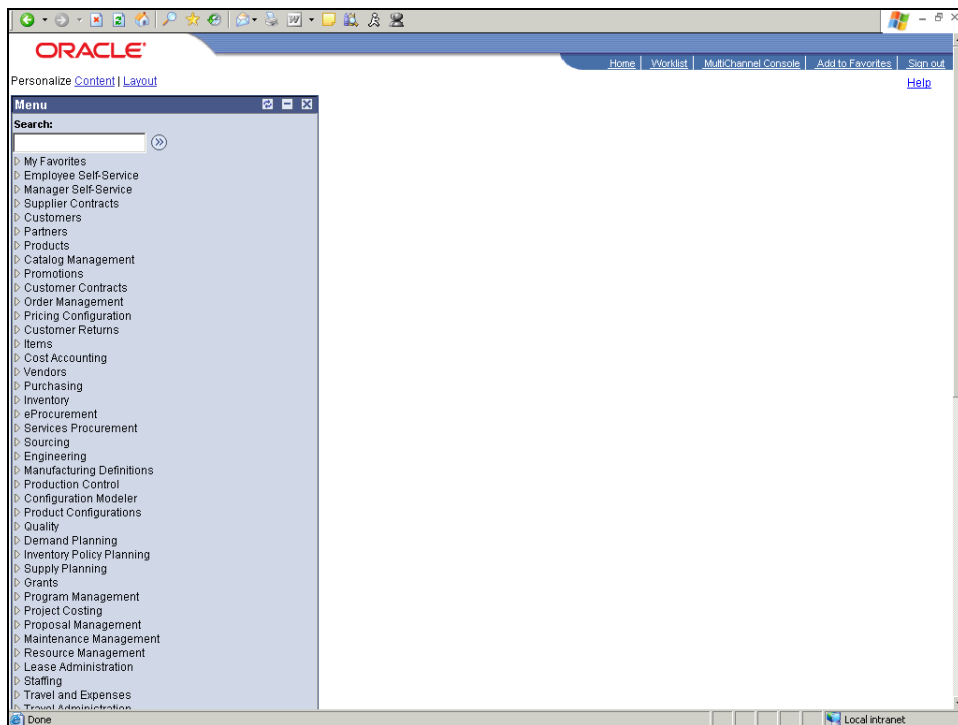 ORACLE'
Home | Worklist | MultiChannel Console | Add to Favorites | Sign out
Personalize Content | Layout
Help
Menu
Search:
My Favorites
Employee Self-Service
Manager Self-Service
Supplier Contracts
Customers
Partners
Products
Catalog Management
Promotions
Customer Contracts
Order Management
Pricing Configuration
Customer Returns
Items
Cost Accounting
Vendors
Purchasing
Inventory
eProcurement
Services Procurement
Sourcing
Engineering
Manufacturing Definitions
Production Control
Configuration Modeler
Product Configurations
Quality
Demand Planning
Inventory Policy Planning
Supply Planning
Grants
Program Management
Project Costing
Proposal Management
Maintenance Management
Resource Management
Lease Administration
Staffing
Travel and Expenses
Travel Administration
Done
Local intranet